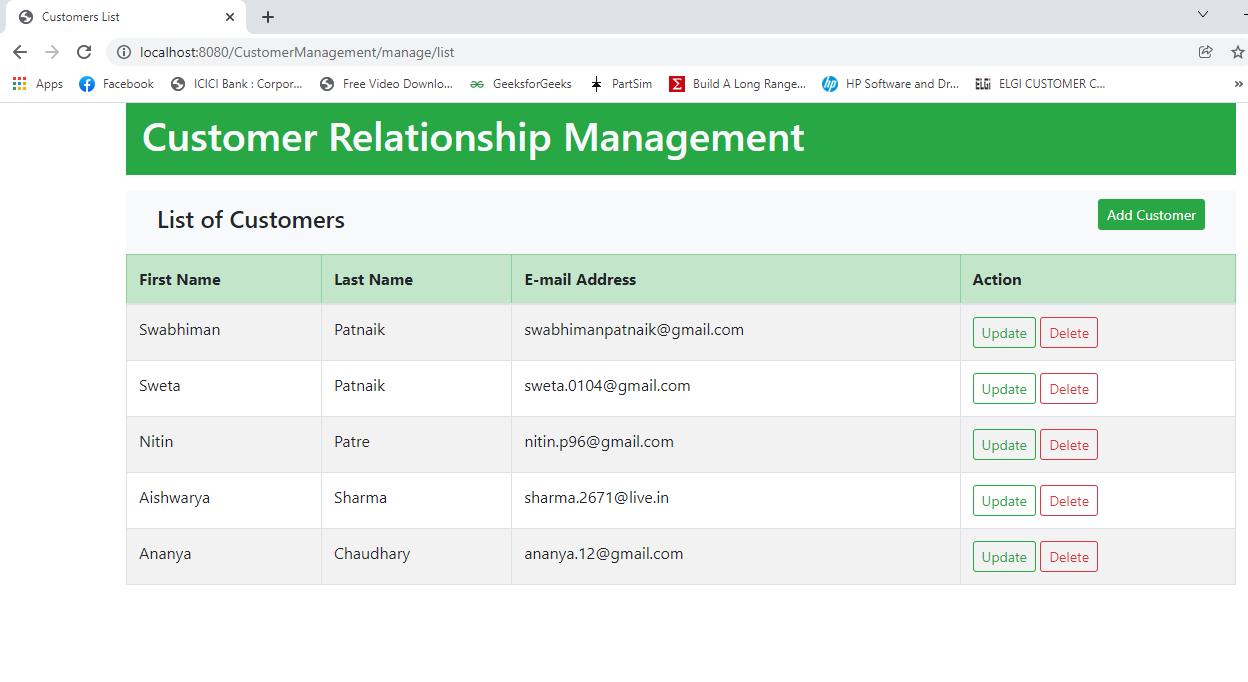 Customers List
localhost:8080/CustomerManagement/manage/list
Apps Facebook ICICI Bank : Corpor... Free Video Downlo... GeeksforGeeks PartSim Build A Long Range... HP Software and Dr... ELGI ELGI CUSTOMER C...
Customer Relationship Management
List of Customers Add Customer
First Name Last Name E-mail Address Action
Swabhiman Patnaik swabhimanpatnaik@gmail.com Update Delete
Sweta Patnaik sweta.0104@gmail.com Update Delete
Nitin Patre nitin.p96@gmail.com Update Delete
Aishwarya Sharma sharma.2671@live.in Update Delete
Ananya Chaudhary ananya.12@gmail.com Update Delete